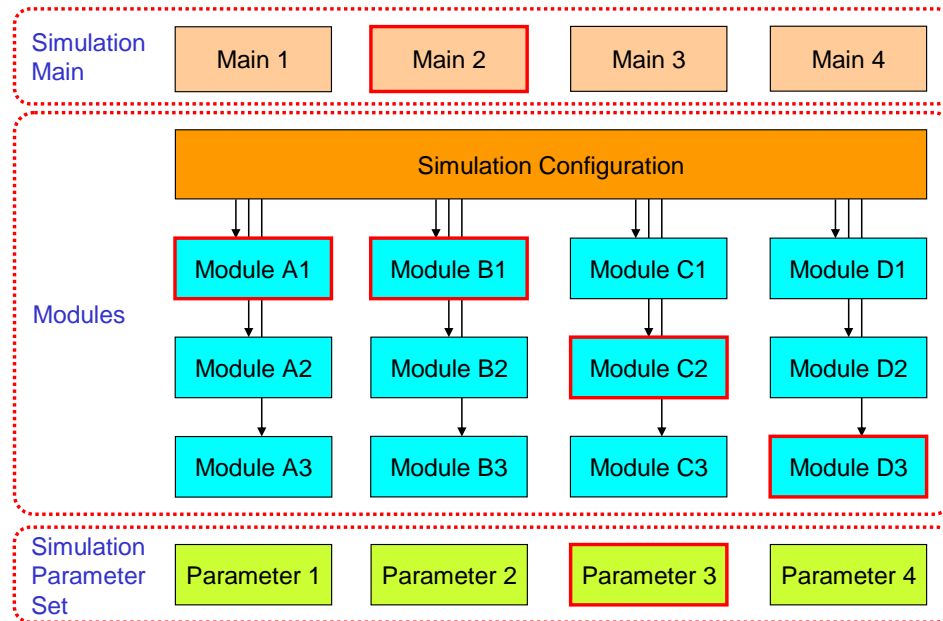 Simulation
Main
Main 1
Main 2
Main 3
Main 4
Simulation Configuration
Modules
Module A1
Module B1
Module C1
Module D1
Module A2
Module B2
Module C2
Module D2
Module A3
Module B3
Module C3
Module D3
Simulation
Parameter
Set
Parameter 1
Parameter 2
Parameter 3
Parameter 4